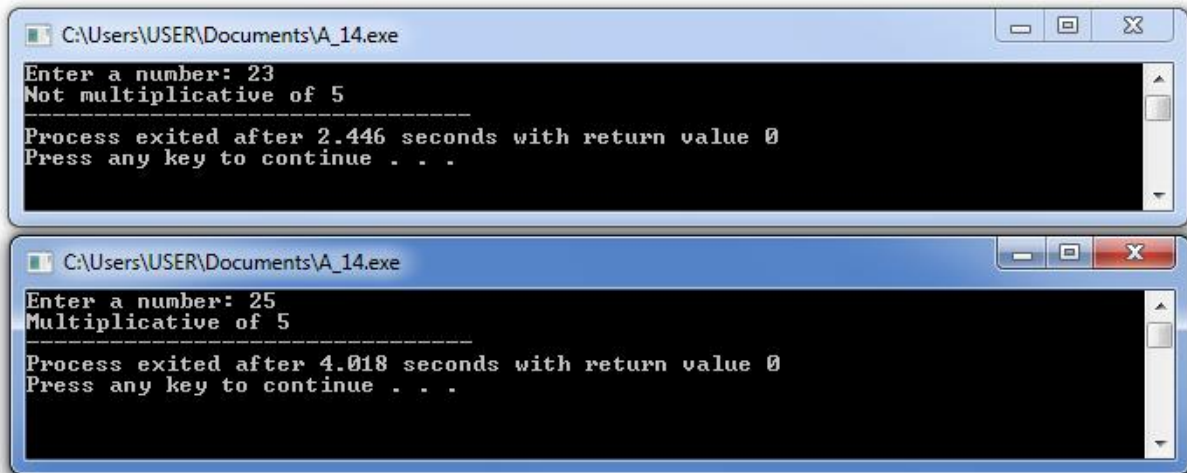 C:\Users\USER\Documents\A_14.exe
Enter a number: 23
Not multiplicative of 5
--------------------------------
Process exited after 2.446 seconds with return value 0
Press any key to continue . . .
C:\Users\USER\Documents\A_14.exe
Enter a number: 25
Multiplicative of 5
--------------------------------
Process exited after 4.018 seconds with return value 0
Press any key to continue . . .